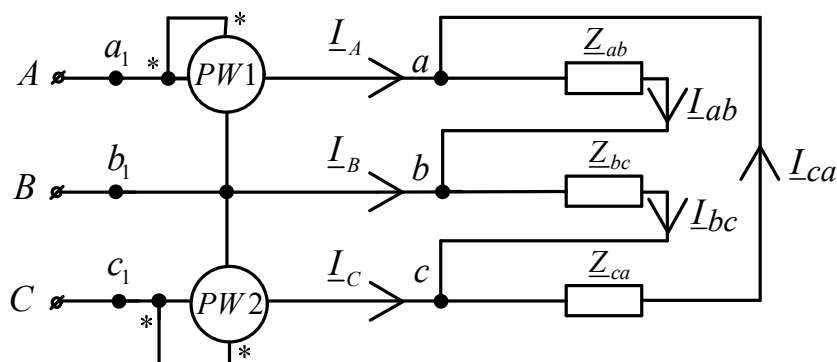 *
A a₁ * PW1 I_A a Z_ab
I_ab
B b₁ I_B b Z_bc I_ca
I_bc
C c₁ PW2 I_C c Z_ca
* *